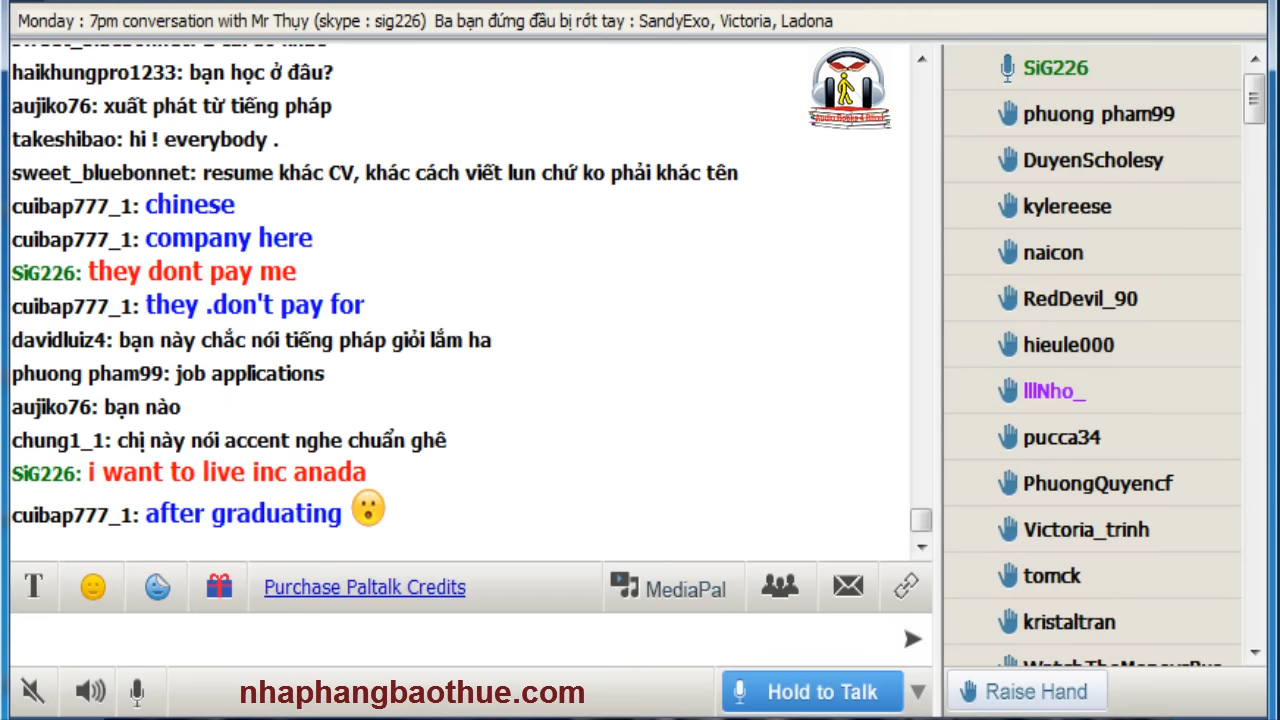 Monday : 7pm conversation with Mr Thụy (skype : sig226) Ba bạn đứng đầu bị rớt tay : SandyExo, Victoria, Ladona
haikhungpro1233: bạn học ở đâu?
aujiko76: xuất phát từ tiếng pháp
takeshibao: hi ! everybody .
sweet_bluebonnet: resume khác CV, khác cách viết lun chứ ko phải khác tên
cuibap777_1: chinese
cuibap777_1: company here
SiG226: they dont pay me
cuibap777_1: they .don't pay for
davidluiz4: bạn này chắc nói tiếng pháp giỏi lắm ha
phuong pham99: job applications
aujiko76: bạn nào
chung1_1: chị này nói accent nghe chuẩn ghê
SiG226: i want to live inc anada
cuibap777_1: after graduating
T
Purchase Paltalk Credits
MediaPal
nhaphangbaothue.com
Hold to Talk
SiG226
phuong pham99
DuyenScholesy
kylereese
naicon
RedDevil_90
hieule000
lllNho_
pucca34
PhuongQuyencf
Victoria_trinh
tomck
kristaltran
Raise Hand